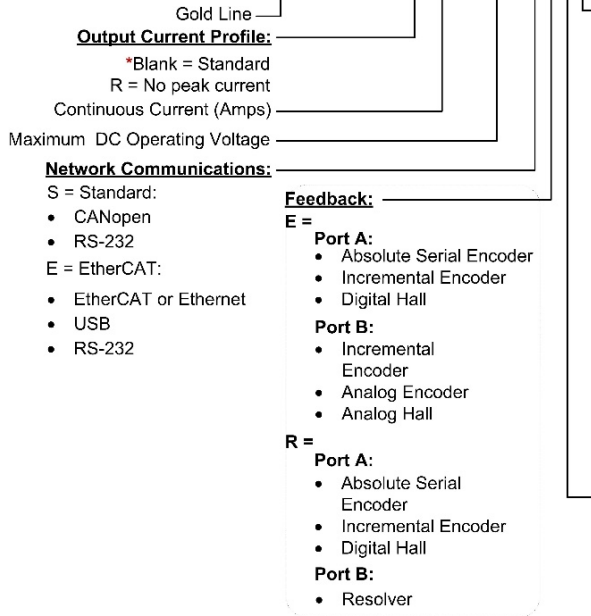 Gold Line
Output Current Profile:
*Blank = Standard
R = No peak current
Continuous Current (Amps)
Maximum DC Operating Voltage
Network Communications:
S = Standard:
• CANopen
• RS-232
E = EtherCAT:
• EtherCAT or Ethernet
• USB
• RS-232
Feedback:
E =
Port A:
• Absolute Serial Encoder
• Incremental Encoder
• Digital Hall
Port B:
• Incremental
Encoder
• Analog Encoder
• Analog Hall
R =
Port A:
• Absolute Serial
Encoder
• Incremental Encoder
• Digital Hall
Port B:
• Resolver